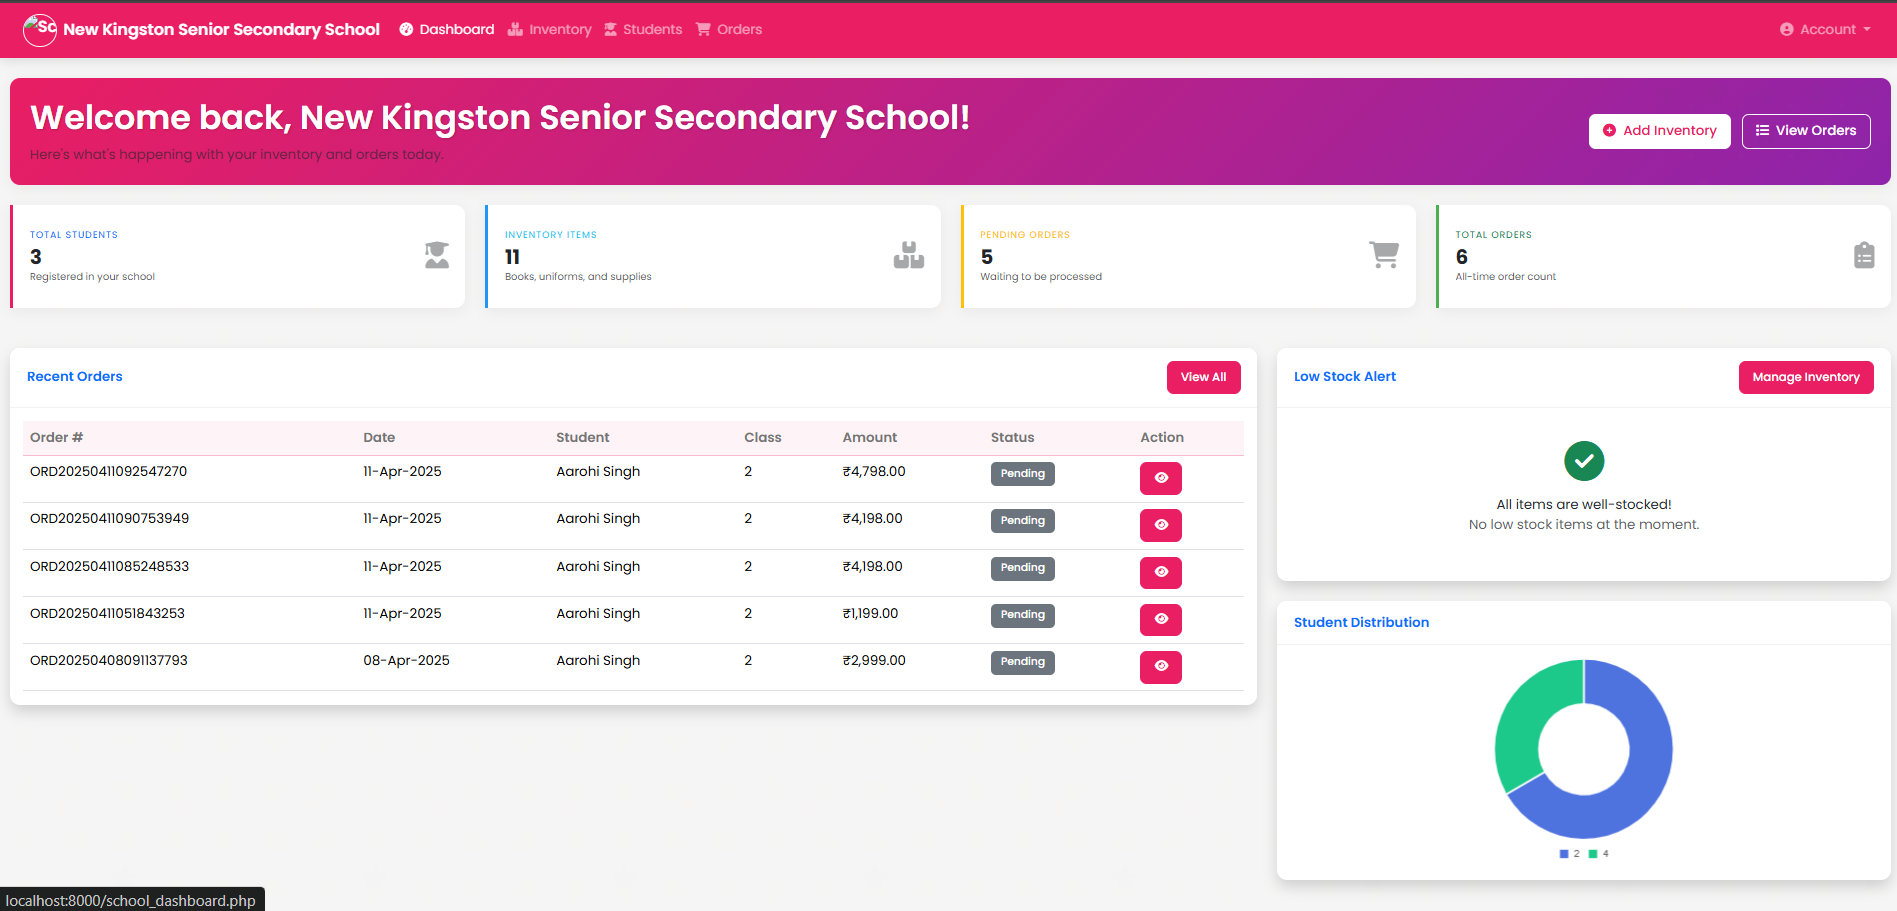 Sc New Kingston Senior Secondary School Dashboard Inventory Students Orders Account
Welcome back, New Kingston Senior Secondary School!
Here's what's happening with your inventory and orders today.
Add Inventory View Orders
TOTAL STUDENTS
3
Registered in your school
INVENTORY ITEMS
11
Books, uniforms, and supplies
PENDING ORDERS
5
Waiting to be processed
TOTAL ORDERS
6
All-time order count
Recent Orders View All
Order # Date Student Class Amount Status Action
ORD20250411092547270 11-Apr-2025 Aarohi Singh 2 ₹4,798.00 Pending
ORD20250411090753949 11-Apr-2025 Aarohi Singh 2 ₹4,198.00 Pending
ORD20250411085248533 11-Apr-2025 Aarohi Singh 2 ₹4,198.00 Pending
ORD20250411051843253 11-Apr-2025 Aarohi Singh 2 ₹1,199.00 Pending
ORD20250408091137793 08-Apr-2025 Aarohi Singh 2 ₹2,999.00 Pending
Low Stock Alert Manage Inventory
All items are well-stocked!
No low stock items at the moment.
Student Distribution
2 4
localhost:8000/school_dashboard.php